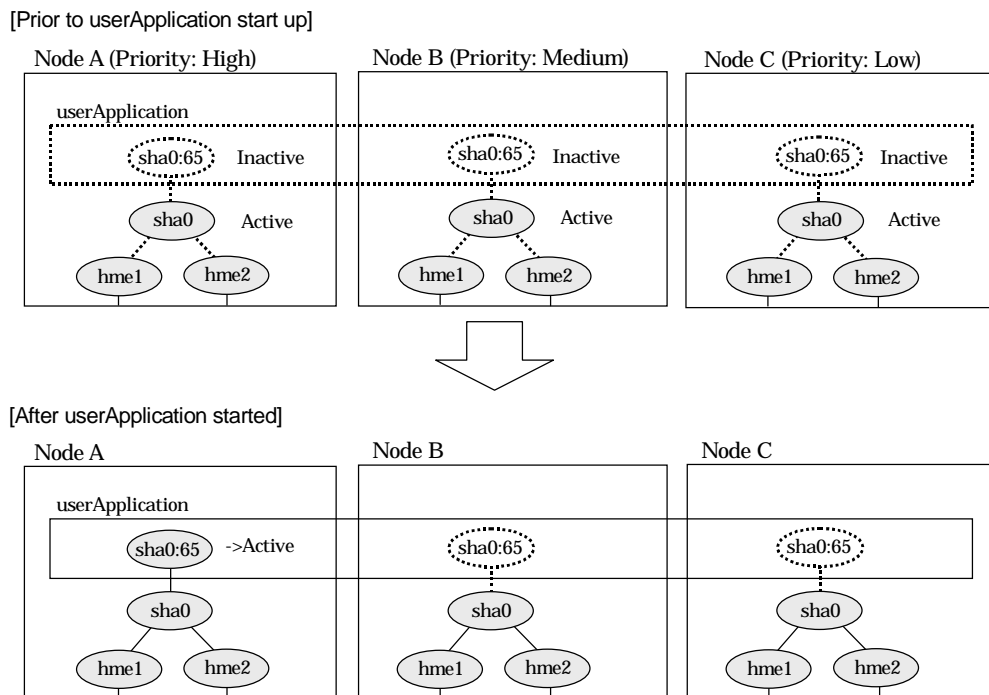 [Prior to userApplication start up]
Node A (Priority: High) Node B (Priority: Medium) Node C (Priority: Low)
userApplication
sha0:65 Inactive sha0:65 Inactive sha0:65 Inactive
sha0 Active sha0 Active sha0 Active
hme1 hme2 hme1 hme2 hme1 hme2
[After userApplication started]
Node A Node B Node C
userApplication
sha0:65 ->Active sha0:65 sha0:65
sha0 sha0 sha0
hme1 hme2 hme1 hme2 hme1 hme2